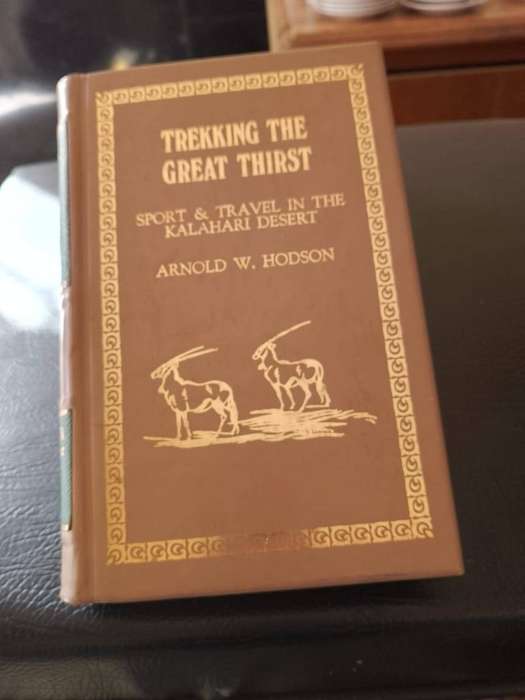 TREKKING THE
GREAT THIRST
SPORT & TRAVEL IN THE
KALAHARI DESERT
ARNOLD W. HODSON